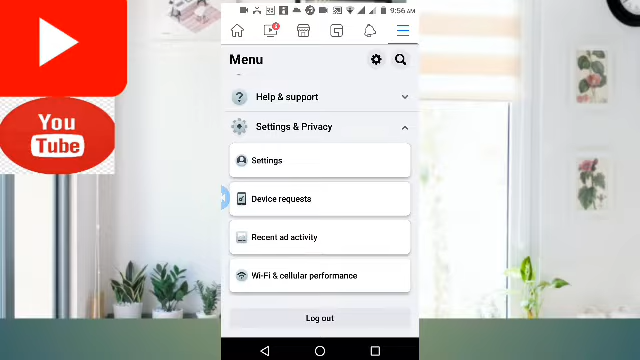 9:56 AM
Menu
Help & support
Settings & Privacy
Settings
Device requests
Recent ad activity
Wi-Fi & cellular performance
Log out
You
Tube